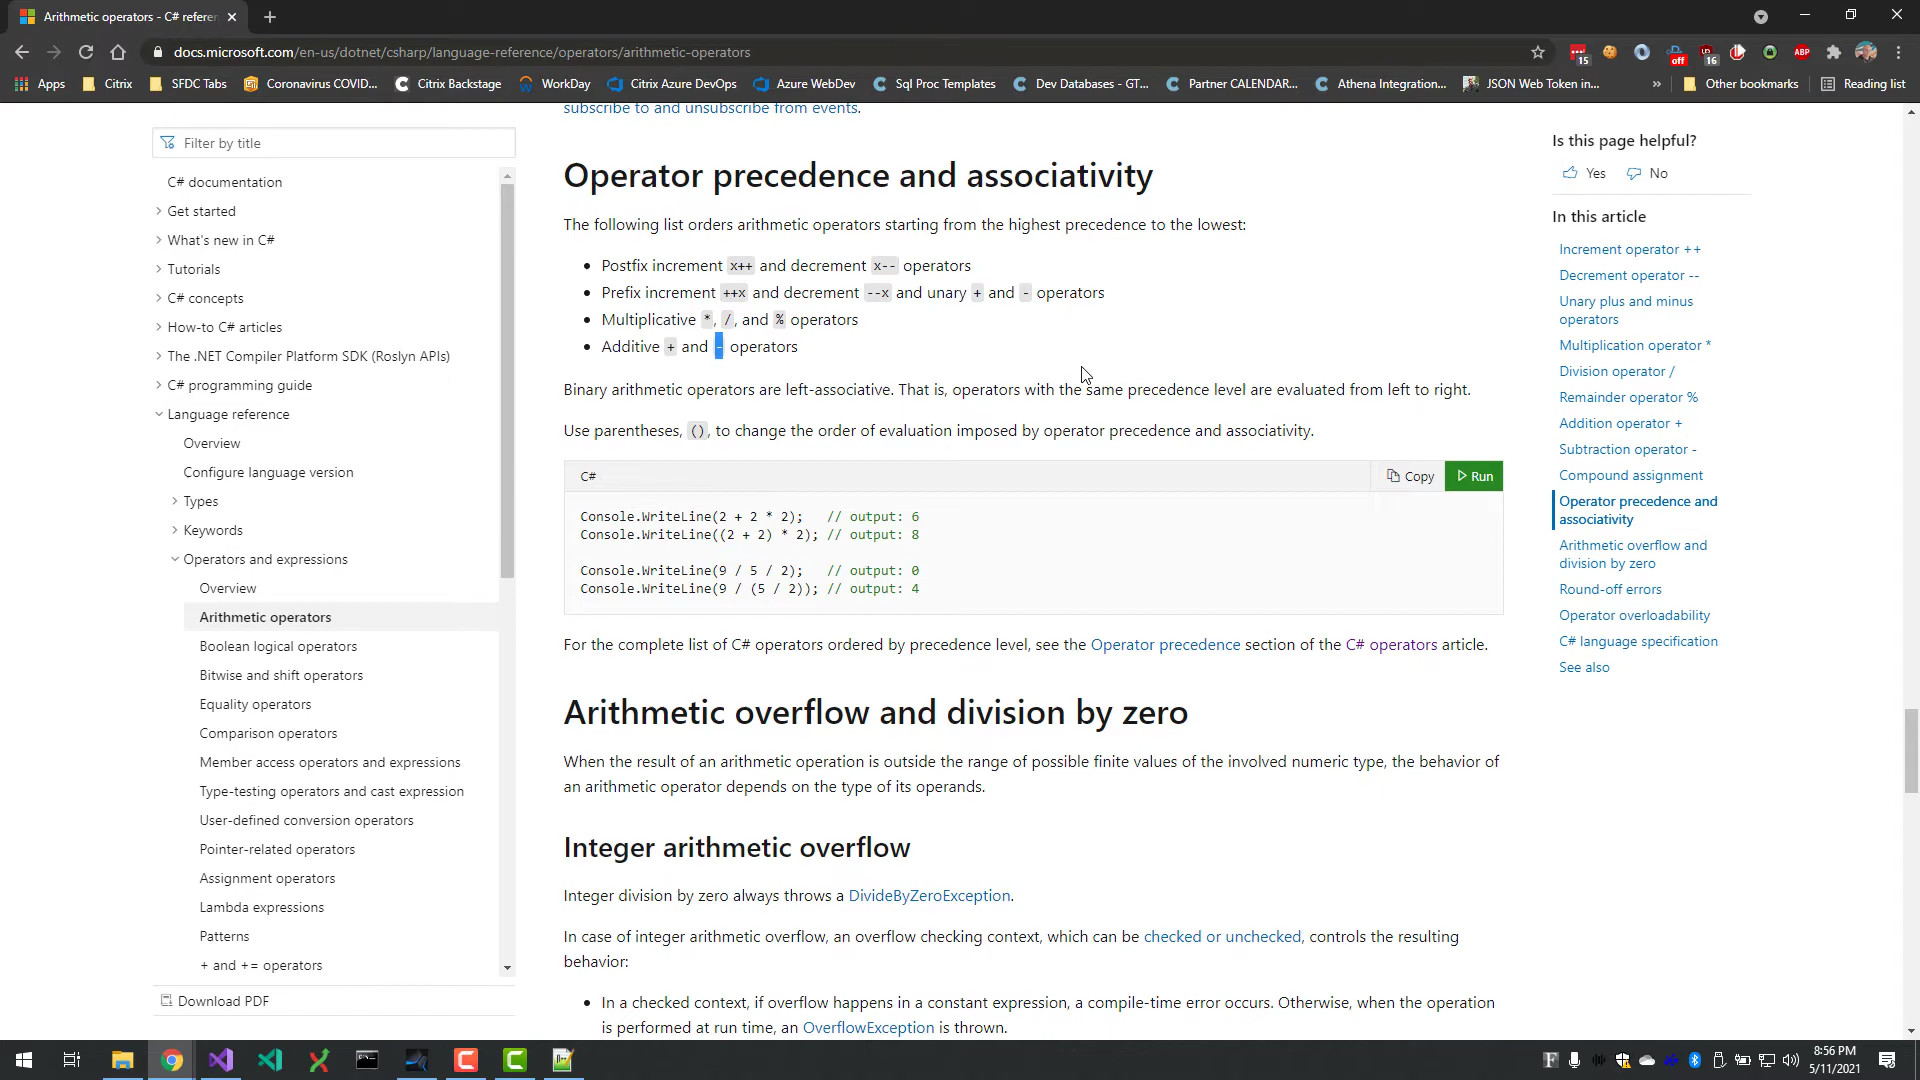 Arithmetic operators - C# refere
docs.microsoft.com/en-us/dotnet/csharp/language-reference/operators/arithmetic-operators
15
off
16
ABP
Apps
Citrix
SFDC Tabs
Coronavirus COVID...
Citrix Backstage
WorkDay
Citrix Azure DevOps
Azure WebDev
Sql Proc Templates
Dev Databases - GT...
Partner CALENDAR...
Athena Integration...
JSON Web Token in...
»
Other bookmarks
Reading list
Filter by title
C# documentation
Get started
What's new in C#
Tutorials
C# concepts
How-to C# articles
The .NET Compiler Platform SDK (Roslyn APIs)
C# programming guide
Language reference
Overview
Configure language version
Types
Keywords
Operators and expressions
Overview
Arithmetic operators
Boolean logical operators
Bitwise and shift operators
Equality operators
Comparison operators
Member access operators and expressions
Type-testing operators and cast expression
User-defined conversion operators
Pointer-related operators
Assignment operators
Lambda expressions
Patterns
+ and += operators
Download PDF
subscribe to and unsubscribe from events.
Operator precedence and associativity
The following list orders arithmetic operators starting from the highest precedence to the lowest:
• Postfix increment x++ and decrement x-- operators
• Prefix increment ++x and decrement --x and unary + and - operators
• Multiplicative *, /, and % operators
• Additive + and - operators
Binary arithmetic operators are left-associative. That is, operators with the same precedence level are evaluated from left to right.
Use parentheses, (), to change the order of evaluation imposed by operator precedence and associativity.
C#
Copy
Run
Console.WriteLine(2 + 2 * 2);   // output: 6
Console.WriteLine((2 + 2) * 2); // output: 8
Console.WriteLine(9 / 5 / 2);   // output: 0
Console.WriteLine(9 / (5 / 2)); // output: 4
For the complete list of C# operators ordered by precedence level, see the Operator precedence section of the C# operators article.
Arithmetic overflow and division by zero
When the result of an arithmetic operation is outside the range of possible finite values of the involved numeric type, the behavior of
an arithmetic operator depends on the type of its operands.
Integer arithmetic overflow
Integer division by zero always throws a DivideByZeroException.
In case of integer arithmetic overflow, an overflow checking context, which can be checked or unchecked, controls the resulting
behavior:
• In a checked context, if overflow happens in a constant expression, a compile-time error occurs. Otherwise, when the operation
is performed at run time, an OverflowException is thrown.
Is this page helpful?
Yes
No
In this article
Increment operator ++
Decrement operator --
Unary plus and minus
operators
Multiplication operator *
Division operator /
Remainder operator %
Addition operator +
Subtraction operator -
Compound assignment
Operator precedence and
associativity
Arithmetic overflow and
division by zero
Round-off errors
Operator overloadability
C# language specification
See also
8:56 PM
5/11/2021